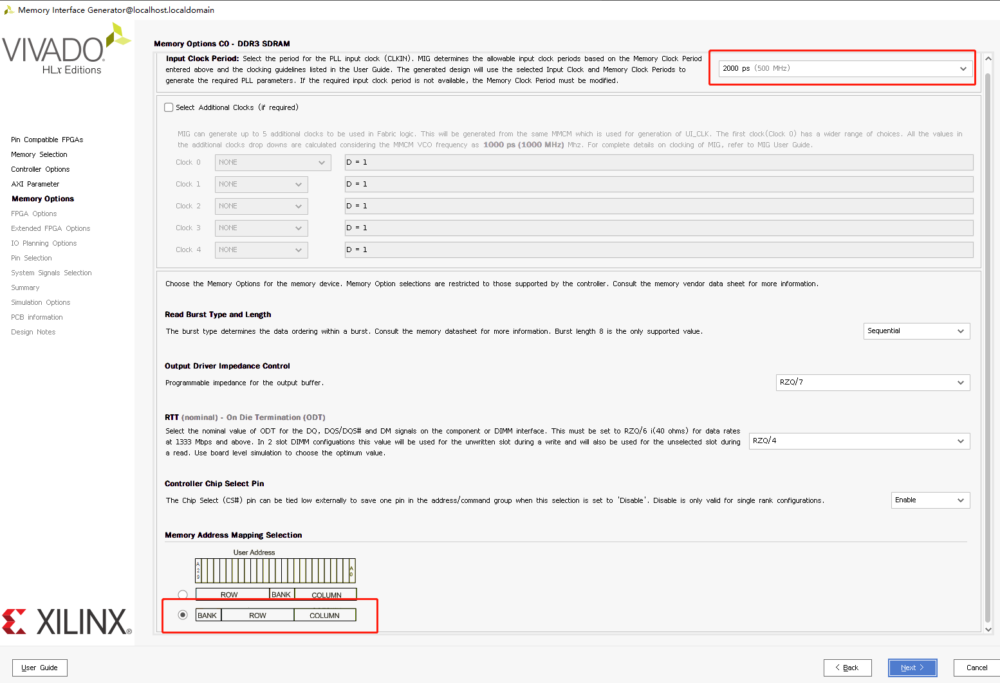 Memory Interface Generator@localhost.localdomain
VIVADO.
HLx Editions
Pin Compatible FPGAs
Memory Selection
Controller Options
AXI Parameter
Memory Options
FPGA Options
Extended FPGA Options
IO Planning Options
Pin Selection
System Signals Selection
Summary
Simulation Options
PCB information
Design Notes
XILINX®
Memory Options C0 - DDR3 SDRAM
Input Clock Period: Select the period for the PLL input clock (CLKIN). MIG determines the allowable input clock periods based on the Memory Clock Period
entered above and the clocking guidelines listed in the User Guide. The generated design will use the selected Input Clock and Memory Clock Periods to
generate the required PLL parameters. If the required input clock period is not available, the Memory Clock Period must be modified.
2000 ps (500 MHz)
Select Additional Clocks (if required)
MIG can generate up to 5 additional clocks to be used in Fabric logic. This will be generated from the same MMCM which is used for generation of UI_CLK. The first clock(Clock 0) has a wider range of choices. All the values in
the additional clocks drop downs are calculated considering the MMCM VCO frequency as 1000 ps (1000 MHz) Mhz. For complete details on clocking of MIG, refer to MIG User Guide.
Clock 0 NONE D = 1
Clock 1 NONE D = 1
Clock 2 NONE D = 1
Clock 3 NONE D = 1
Clock 4 NONE D = 1
Choose the Memory Options for the memory device. Memory Option selections are restricted to those supported by the controller. Consult the memory vendor data sheet for more information.
Read Burst Type and Length
The burst type determines the data ordering within a burst. Consult the memory datasheet for more information. Burst length 8 is the only supported value.
Sequential
Output Driver Impedance Control
Programmable impedance for the output buffer.
RZQ/7
RTT (nominal) - On Die Termination (ODT)
Select the nominal value of ODT for the DQ, DQS/DQS# and DM signals on the component or DIMM interface. This must be set to RZQ/6 i(40 ohms) for data rates
at 1333 Mbps and above. In 2 slot DIMM configuations this value will be used for the unwritten slot during a write and will also be used for the unselected slot during
a read. Use board level simulation to choose the optimum value.
RZQ/4
Controller Chip Select Pin
The Chip Select (CS#) pin can be tied low externally to save one pin in the address/command group when this selection is set to 'Disable'. Disable is only valid for single rank configurations.
Enable
Memory Address Mapping Selection
User Address
A29 A0
ROW BANK COLUMN
BANK ROW COLUMN
User Guide
< Back
Next >
Cancel